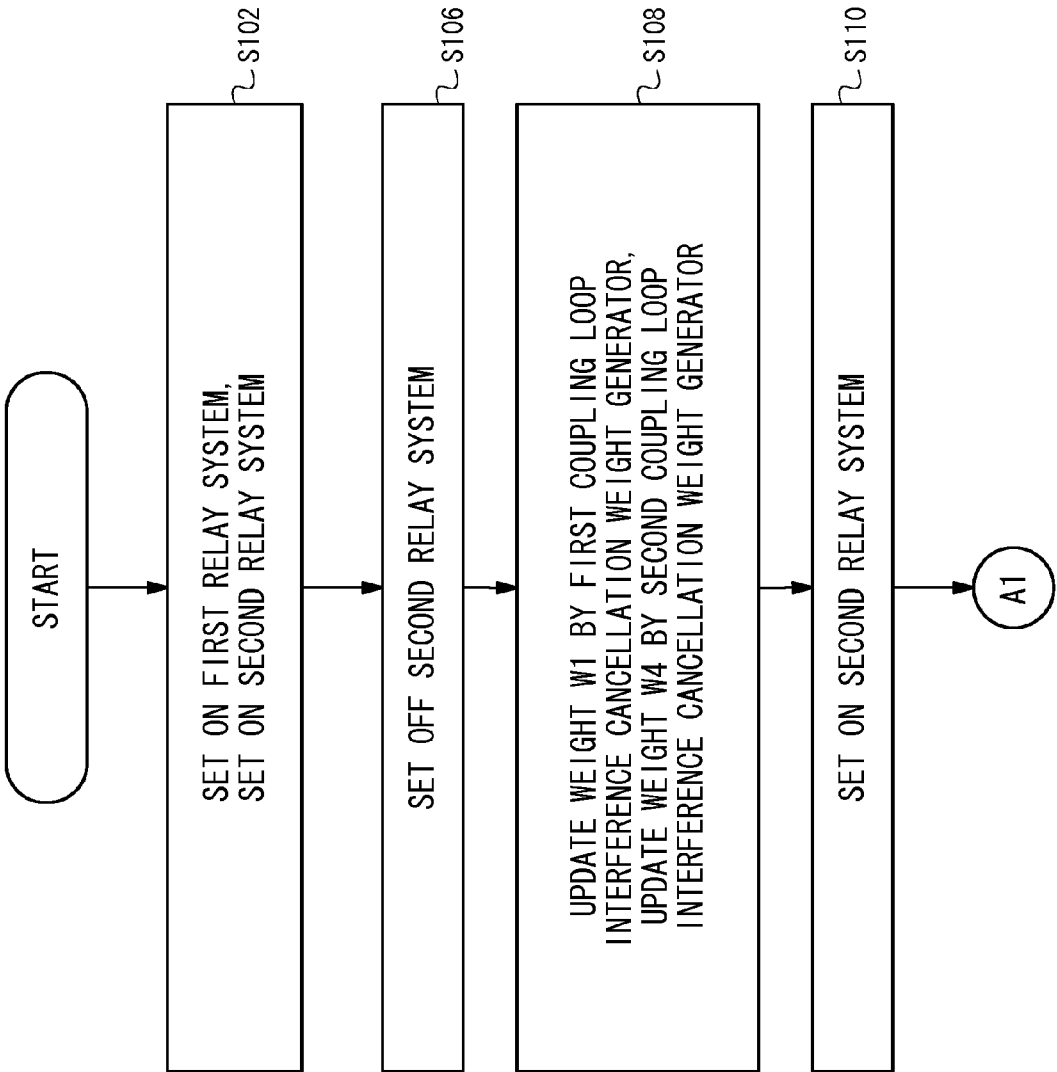 START
SET ON FIRST RELAY SYSTEM,
SET ON SECOND RELAY SYSTEM
S102
SET OFF SECOND RELAY SYSTEM
S106
UPDATE WEIGHT W1 BY FIRST COUPLING LOOP
INTERFERENCE CANCELLATION WEIGHT GENERATOR,
UPDATE WEIGHT W4 BY SECOND COUPLING LOOP
INTERFERENCE CANCELLATION WEIGHT GENERATOR
S108
SET ON SECOND RELAY SYSTEM
S110
A1